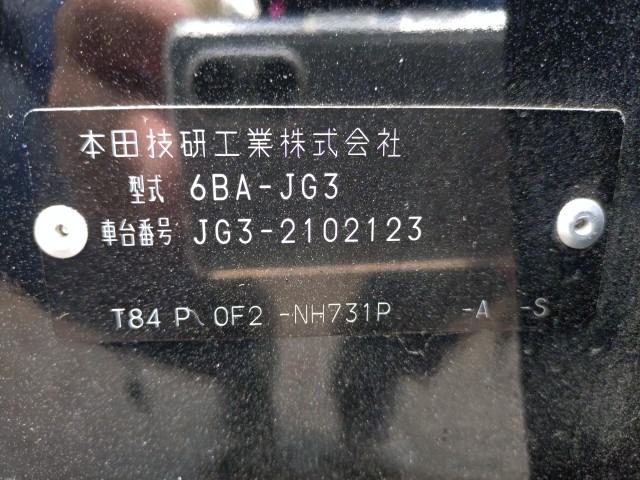 本田技研工業株式会社
型式 6BA-JG3
車台番号 JG3-2102123
T84 P 0F2 -NH731P -A -S